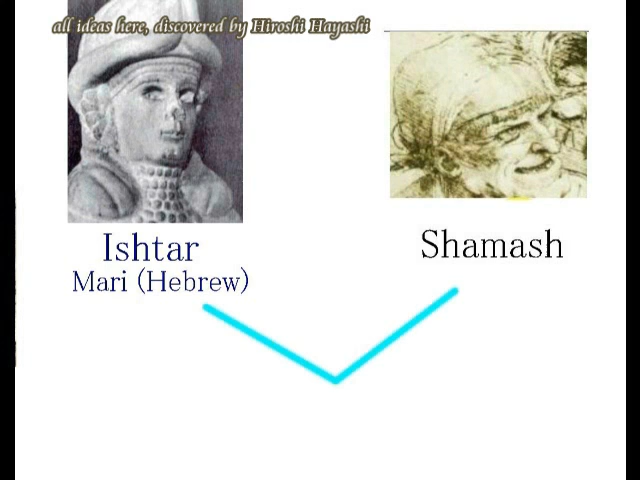 all ideas here, discovered by Hiroshi Hayashi
Ishtar
Mari (Hebrew)
Shamash